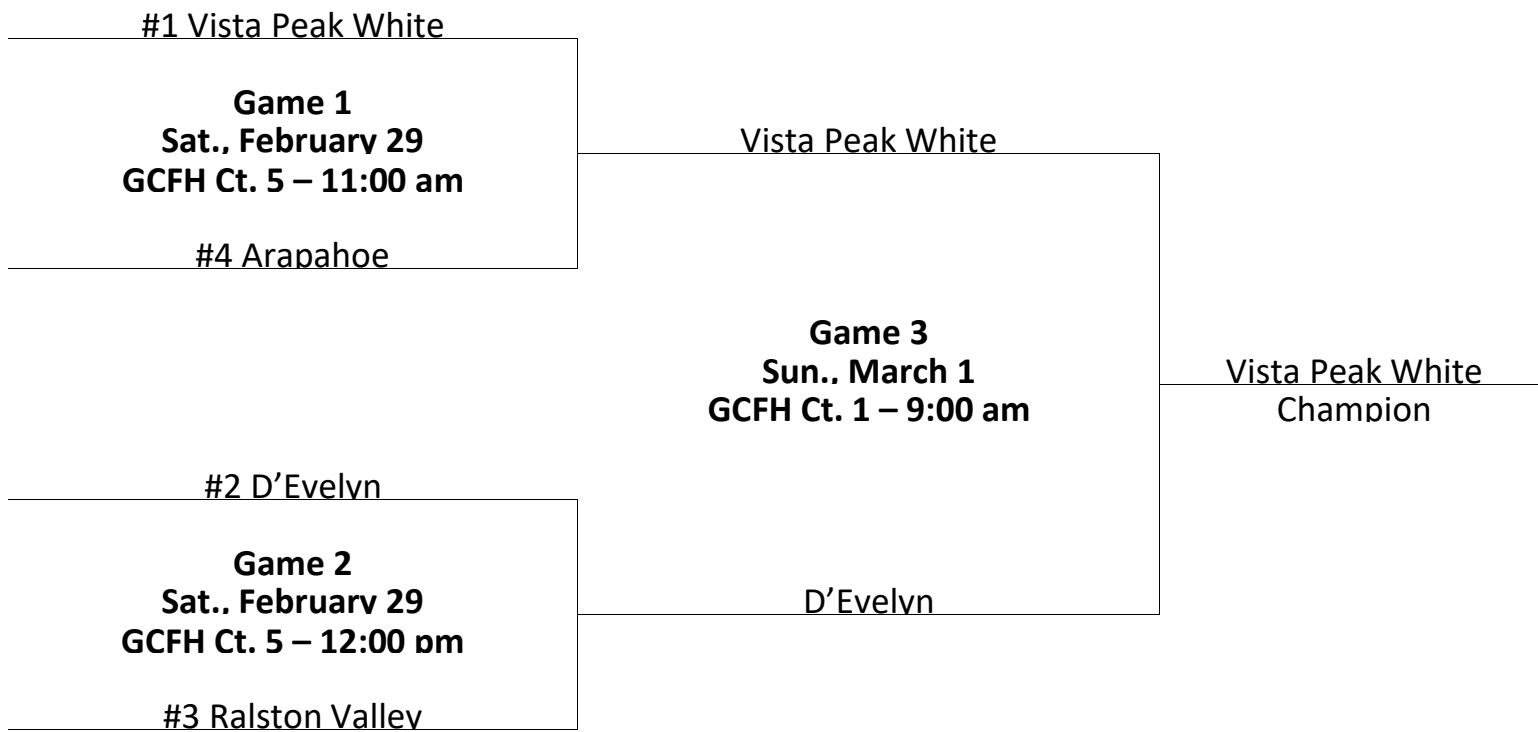 #1 Vista Peak White
Game 1
Sat., February 29
GCFH Ct. 5 – 11:00 am
Vista Peak White
#4 Arapahoe
Game 3
Sun., March 1
GCFH Ct. 1 – 9:00 am
Vista Peak White
Champion
#2 D’Evelyn
Game 2
Sat., February 29
GCFH Ct. 5 – 12:00 pm
D’Evelyn
#3 Ralston Valley